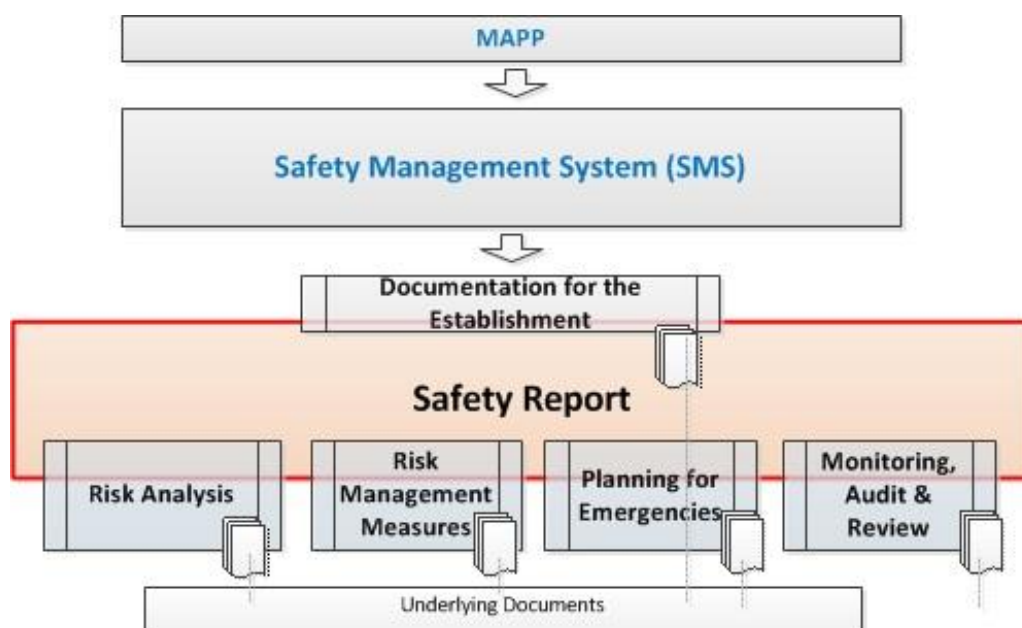 MAPP
Safety Management System (SMS)
Documentation for the
Establishment
Safety Report
Risk Analysis
Risk
Management
Measures
Planning for
Emergencies
Monitoring,
Audit &
Review
Underlying Documents